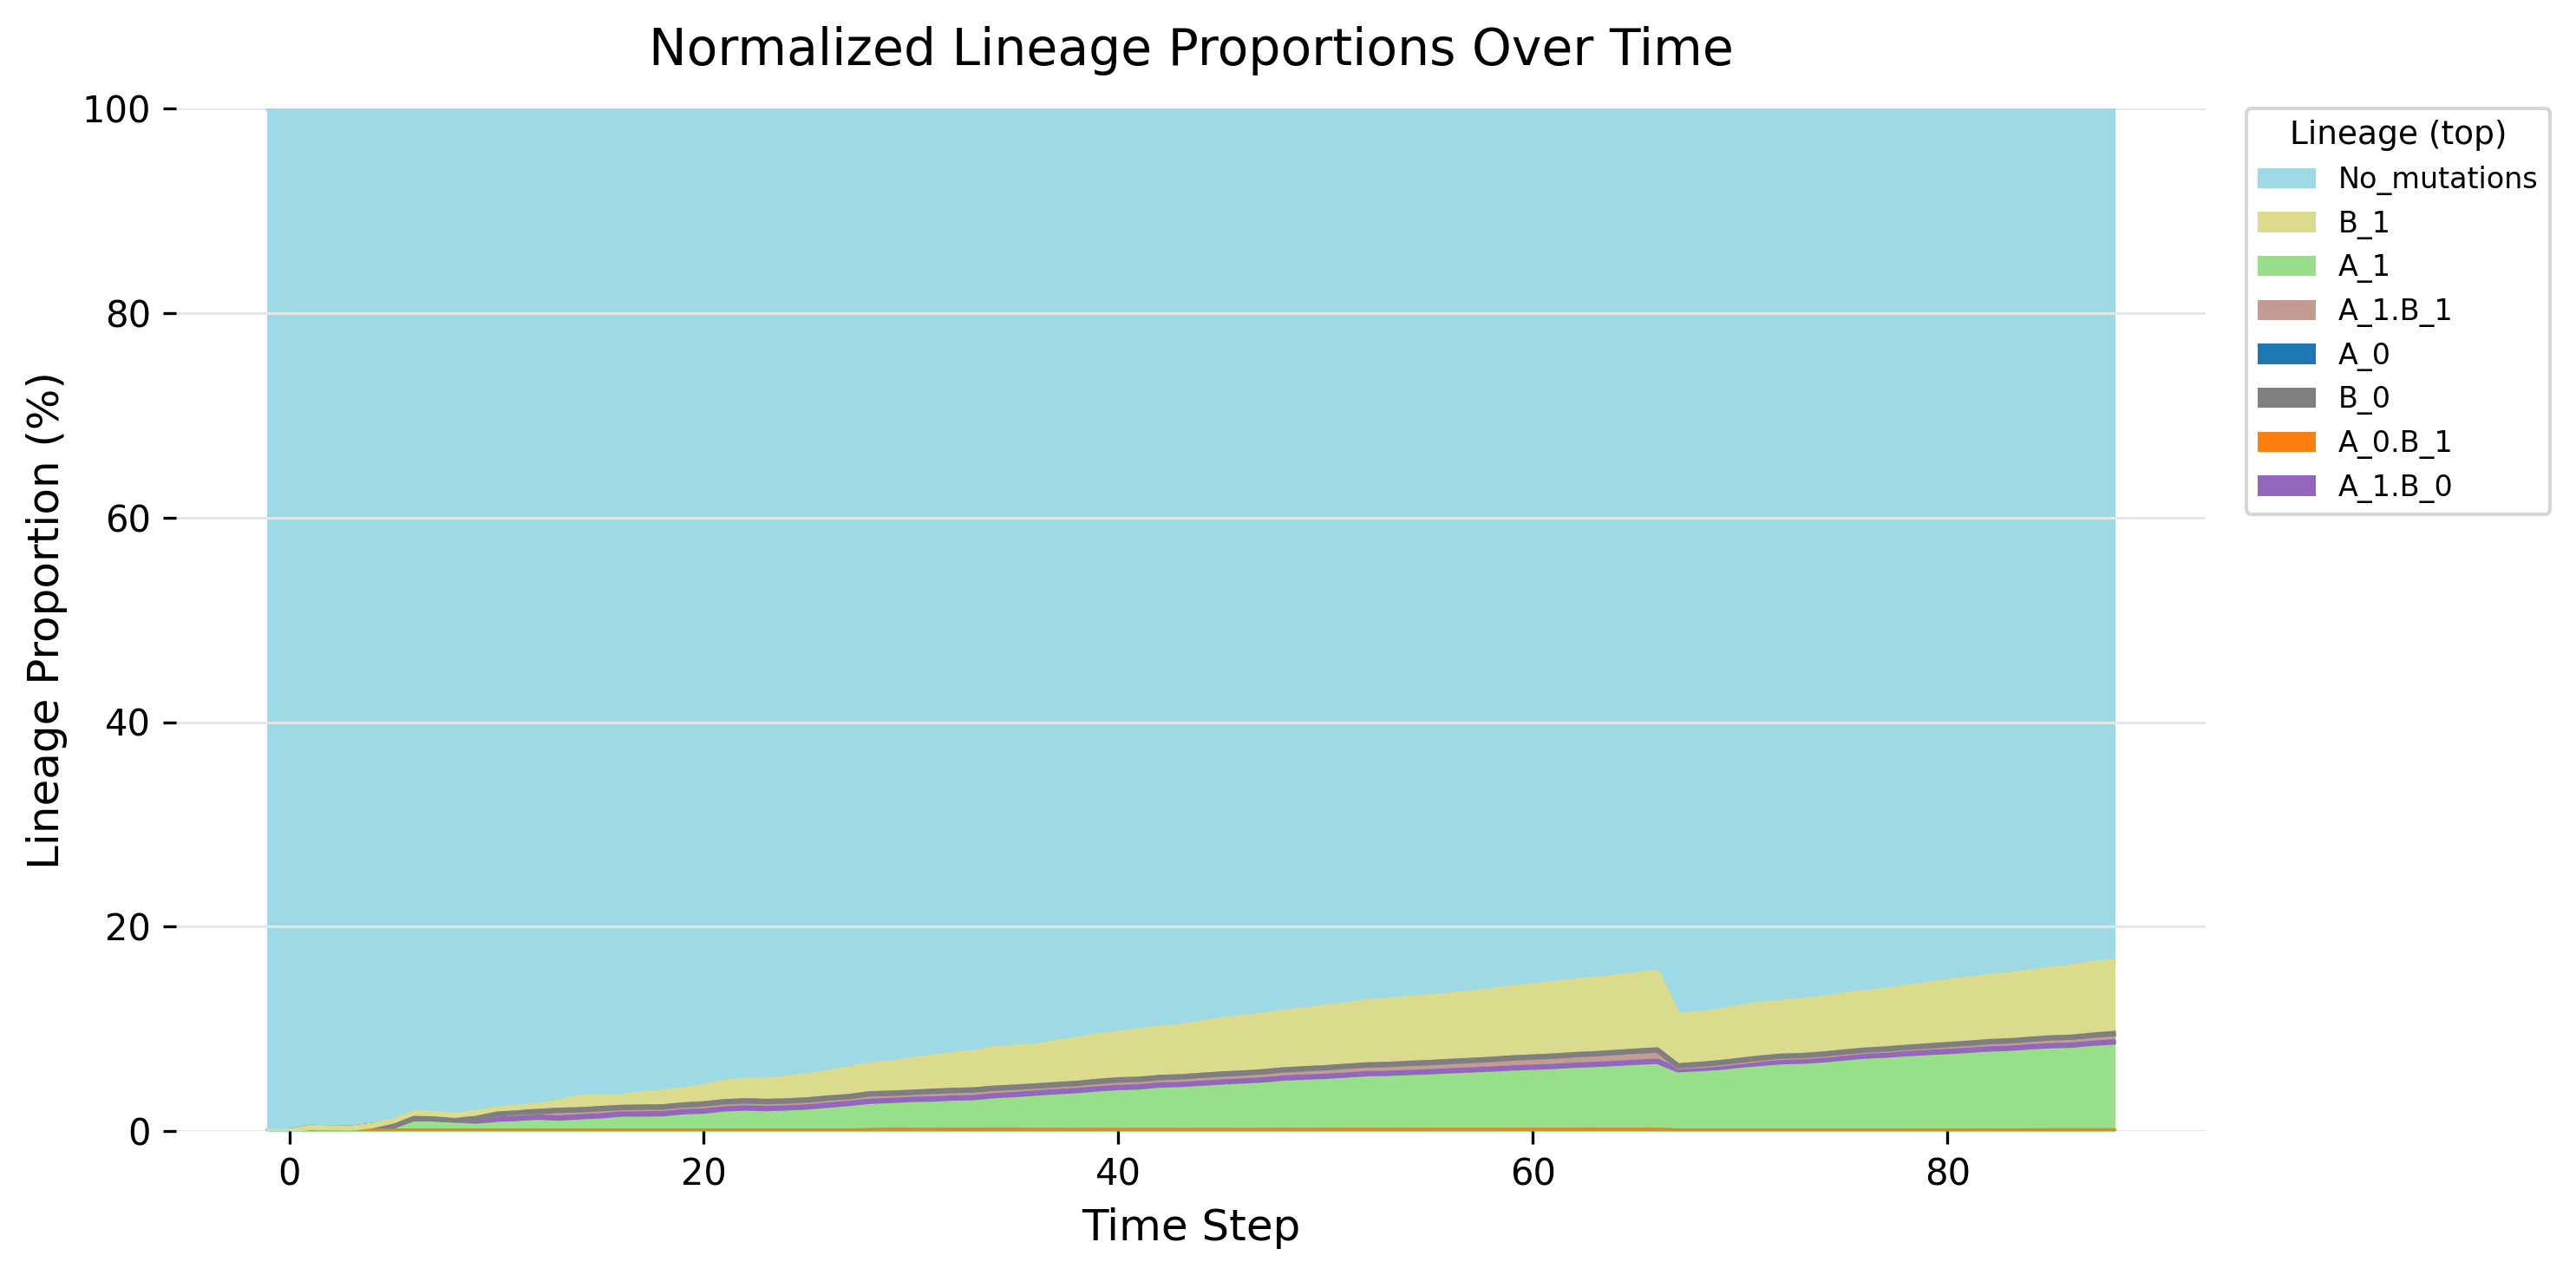 Normalized Lineage Proportions Over Time
Lineage Proportion (%)
100
80
60
40
20
0
0 20 40 60 80
Time Step
Lineage (top)
No_mutations
B_1
A_1
A_1.B_1
A_0
B_0
A_0.B_1
A_1.B_0